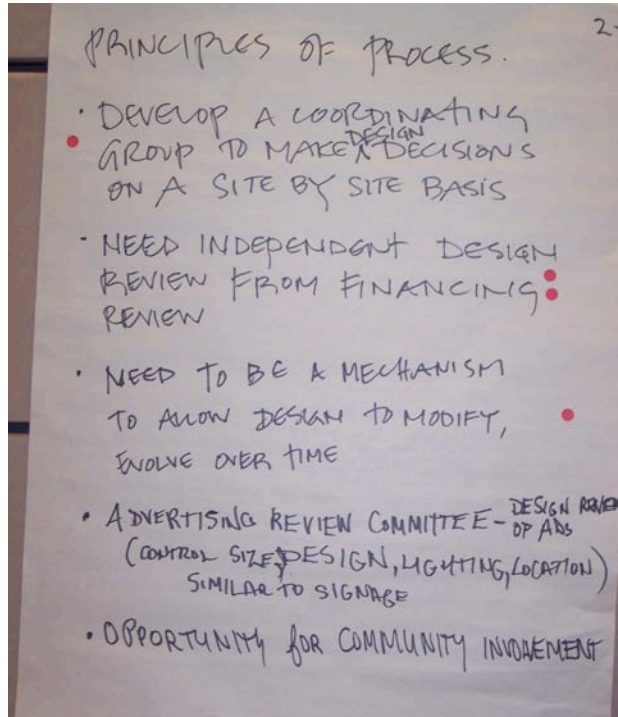 2-
PRINCIPLES OF PROCESS.
• DEVELOP A COORDINATING
GROUP TO MAKE ^DESIGN DECISIONS
ON A SITE BY SITE BASIS
• NEED INDEPENDENT DESIGN
REVIEW FROM FINANCING
REVIEW
• NEED TO BE A MECHANISM
TO ALLOW DESIGN TO MODIFY,
EVOLVE OVER TIME
• ADVERTISING REVIEW COMMITTEE - DESIGN REVIEW
OF ADS
(CONTROL SIZE, DESIGN, LIGHTING, LOCATION)
SIMILAR TO SIGNAGE
• OPPORTUNITY FOR COMMUNITY INVOLVEMENT